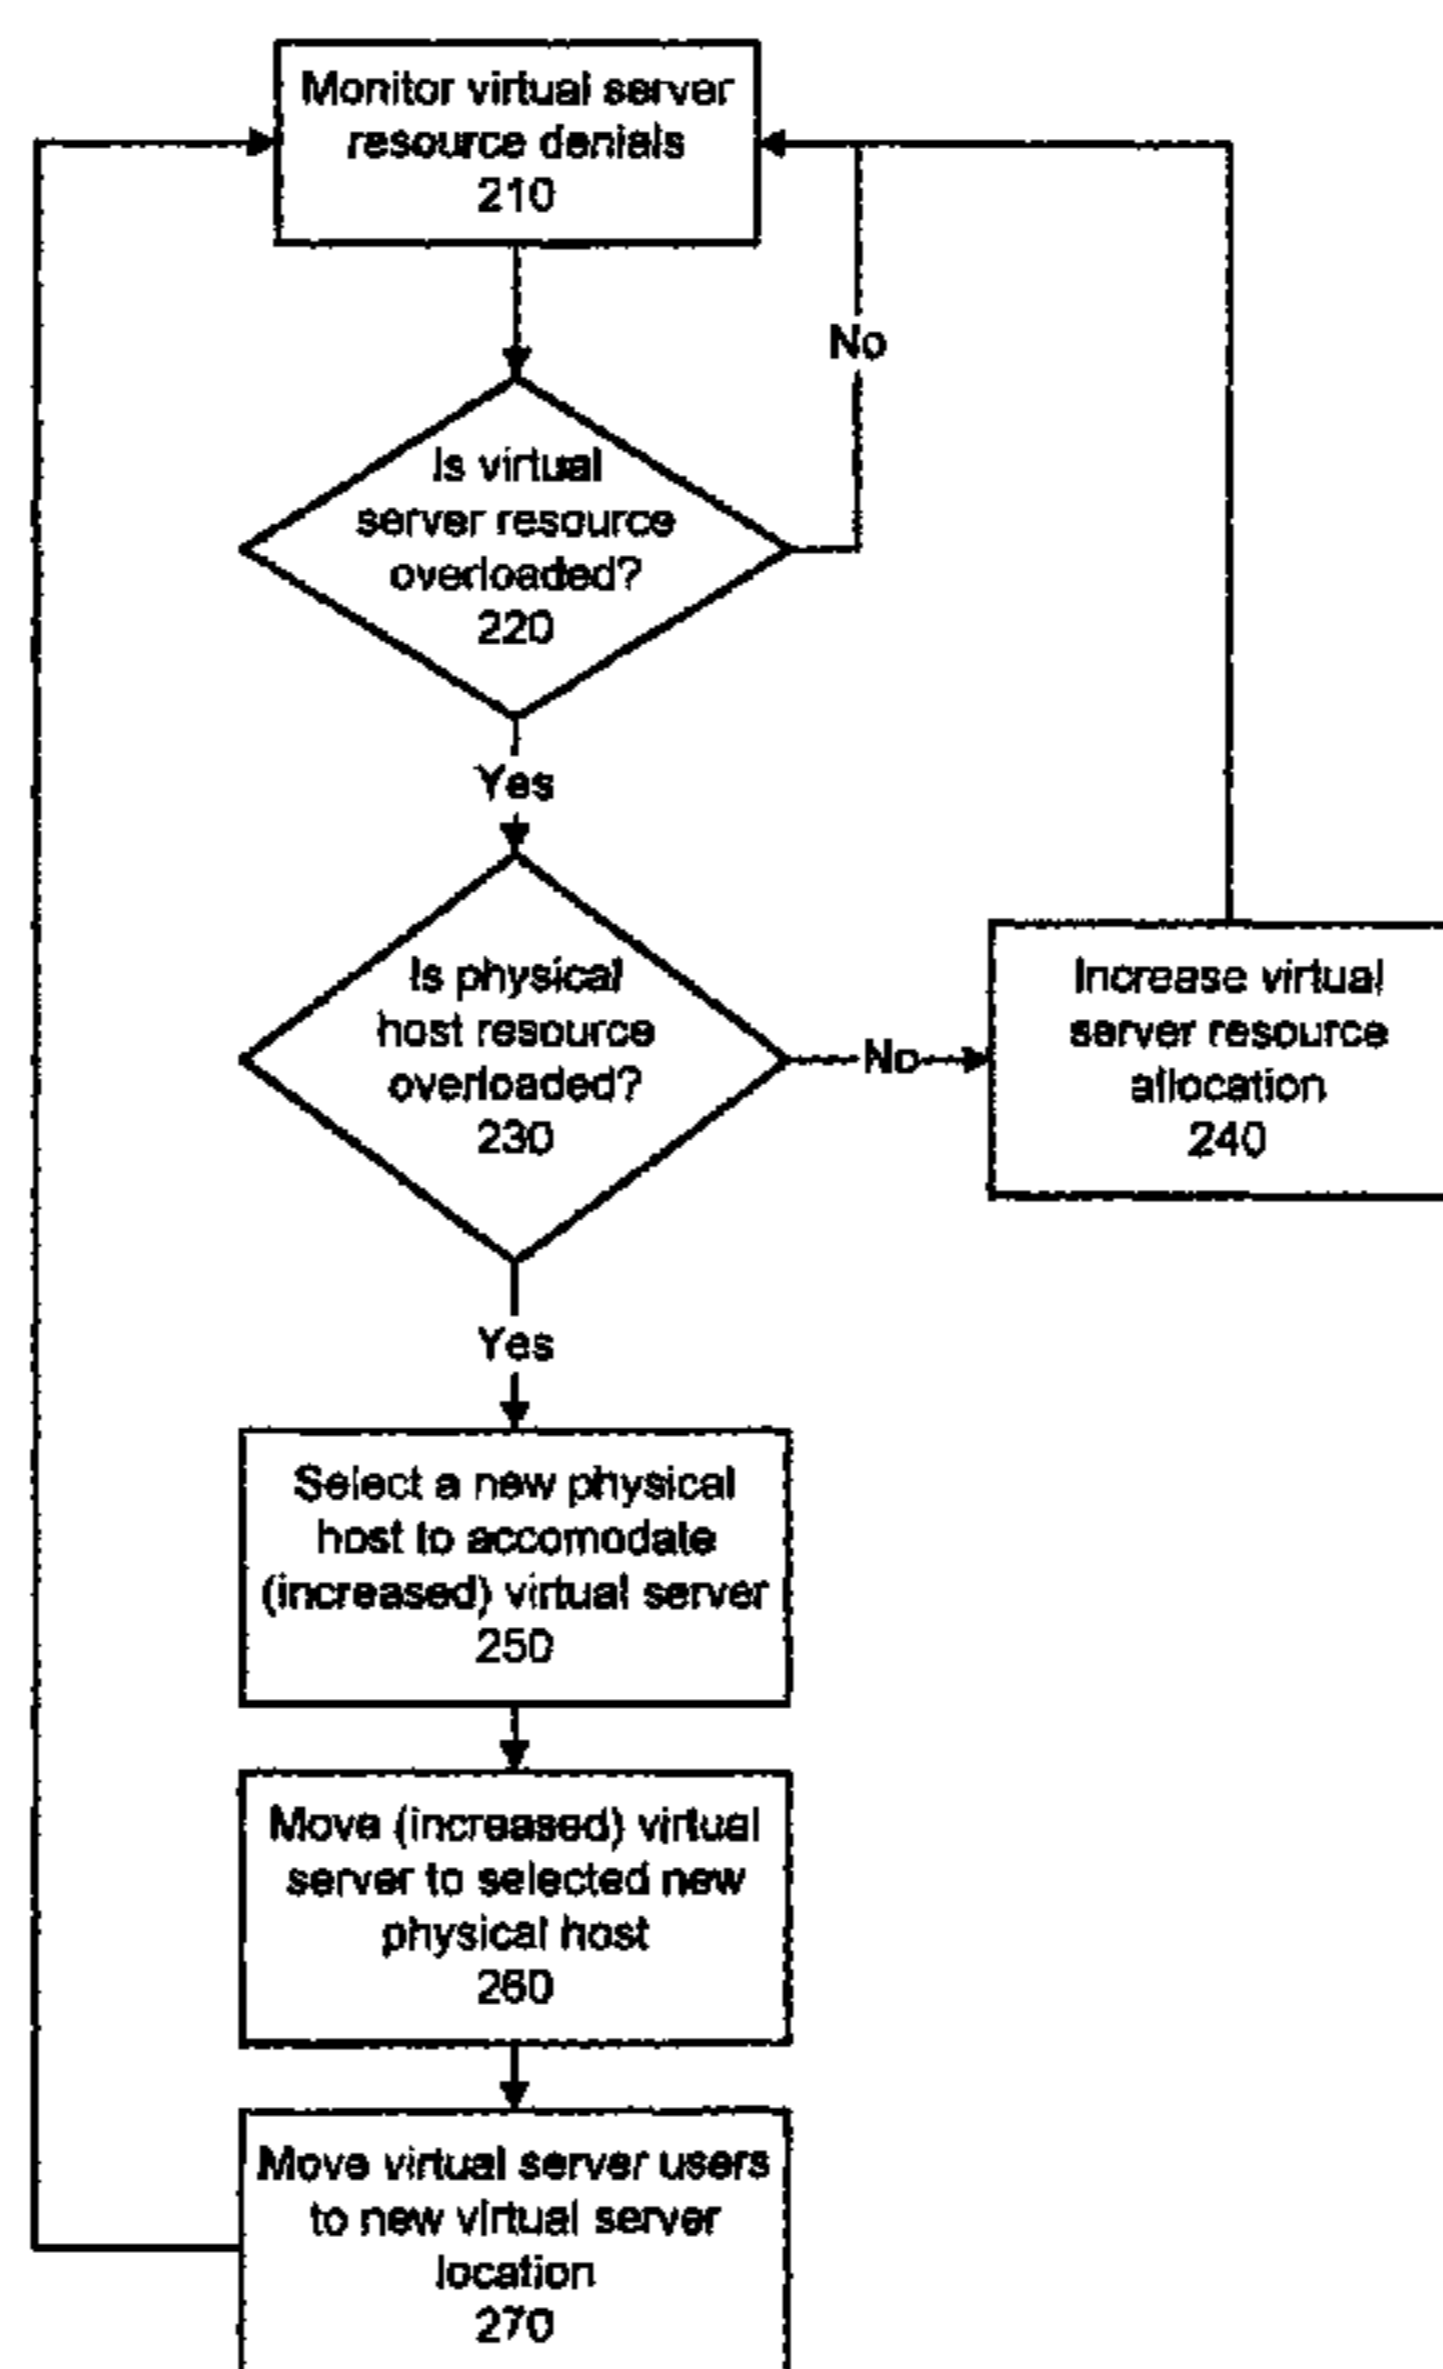 Monitor virtual server
resource denials
210
No
Is virtual
server resource
overloaded?
220
Yes
Is physical
host resource
overloaded?
230
No
Increase virtual
server resource
allocation
240
Yes
Select a new physical
host to accomodate
(increased) virtual server
250
Move (increased) virtual
server to selected new
physical host
260
Move virtual server users
to new virtual server
location
270